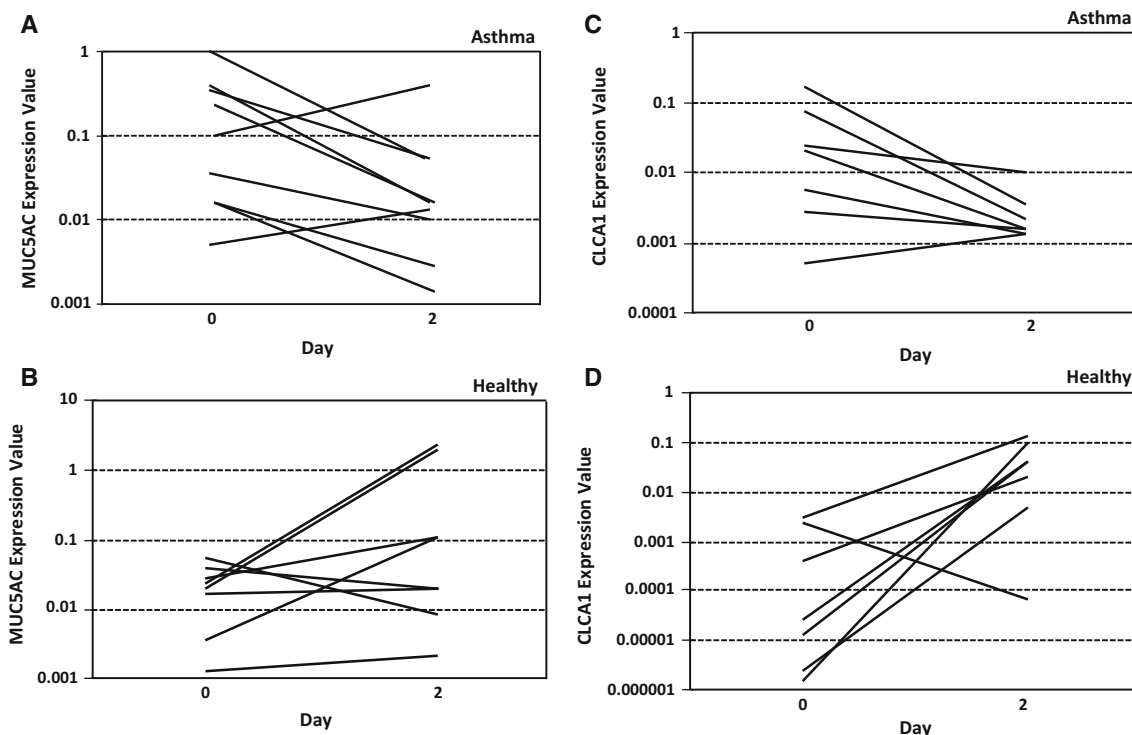 A
Asthma
MUC5AC Expression Value
1
0.1
0.01
0.001
0
2
Day
B
Healthy
MUC5AC Expression Value
10
1
0.1
0.01
0.001
0
2
Day
C
Asthma
CLCA1 Expression Value
1
0.1
0.01
0.001
0.0001
0
2
Day
D
Healthy
CLCA1 Expression Value
1
0.1
0.01
0.001
0.0001
0.00001
0.000001
0
2
Day